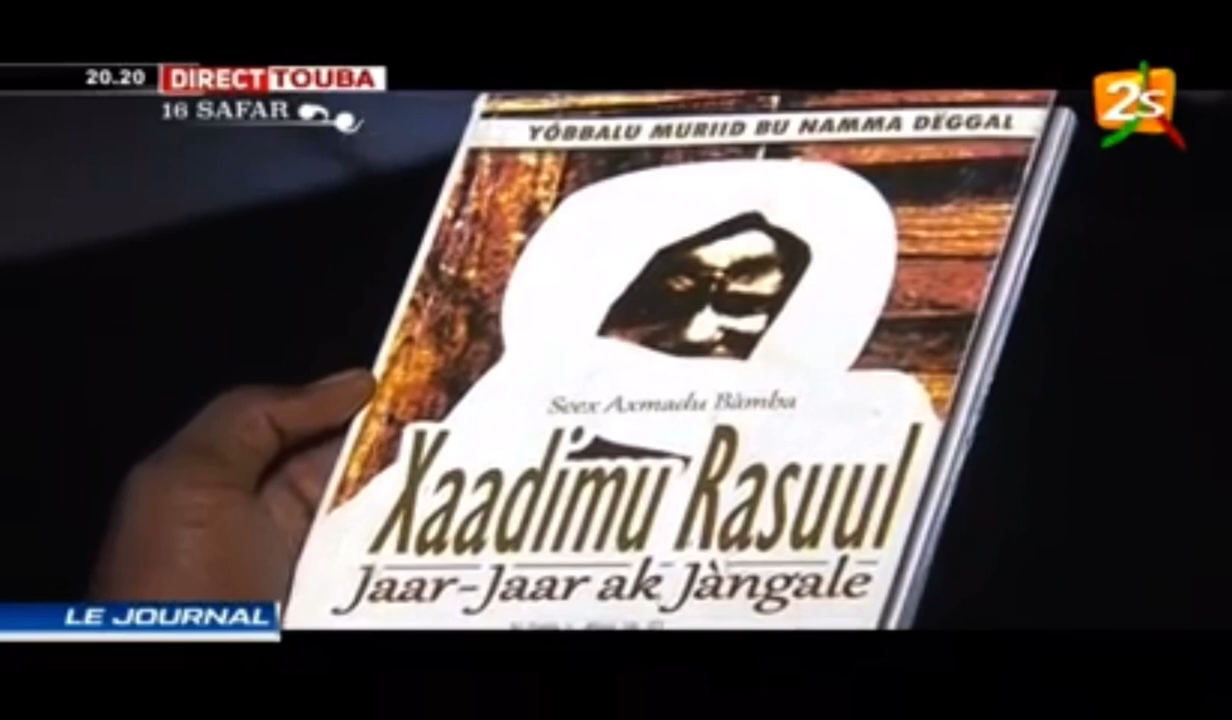 20.20 DIRECT TOUBA
16 SAFAR
2s
YÓBBALU MURIID BU NAMMA DËGGAL
Seex Axmadu Bàmba
Xaadimu Rasuul
Jaar-Jaar ak Jàngale
LE JOURNAL